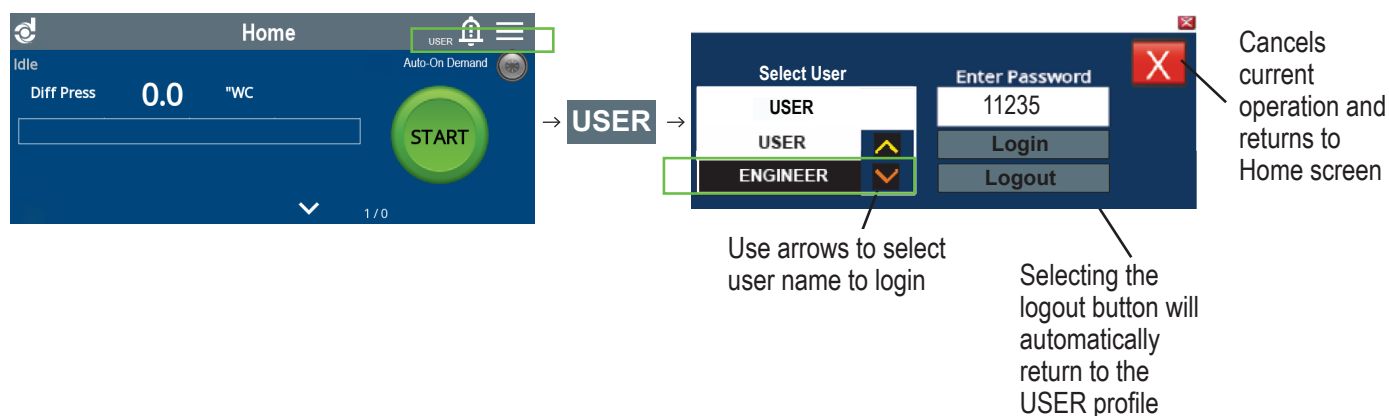 Home
USER
Idle
Auto-On Demand
Diff Press 0.0 "WC
START
1 / 0
→ USER →
Select User
USER
USER
ENGINEER
Enter Password
11235
Login
Logout
X
Cancels
current
operation and
returns to
Home screen
Use arrows to select
user name to login
Selecting the
logout button will
automatically
return to the
USER profile